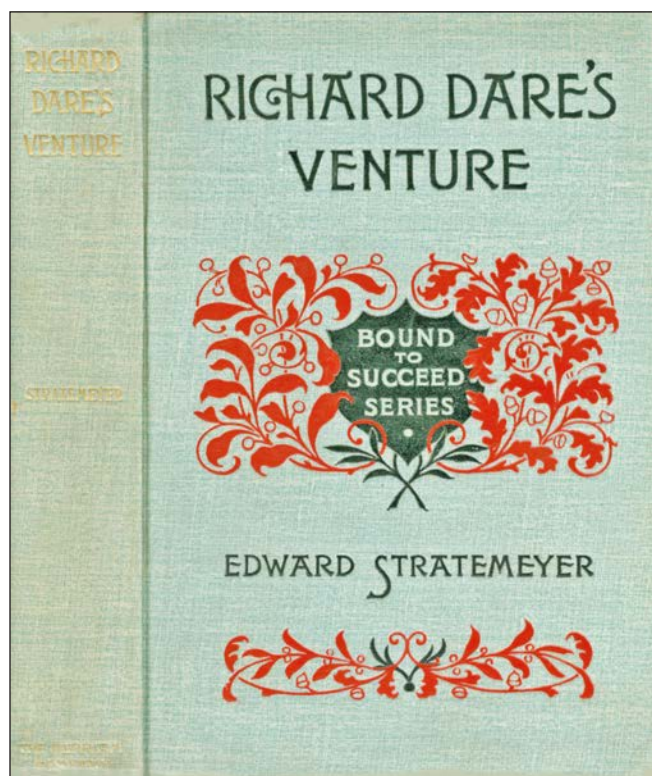 RICHARD
DARE'S
VENTURE
STRATEMEYER
RICHARD DARE'S
VENTURE
BOUND
TO
SUCCEED
SERIES
EDWARD STRATEMEYER